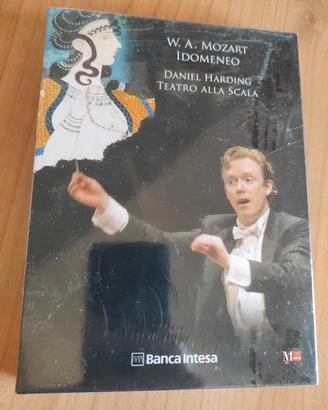 W. A. MOZART
IDOMENEO
DANIEL HARDING
TEATRO ALLA SCALA
Banca Intesa
M